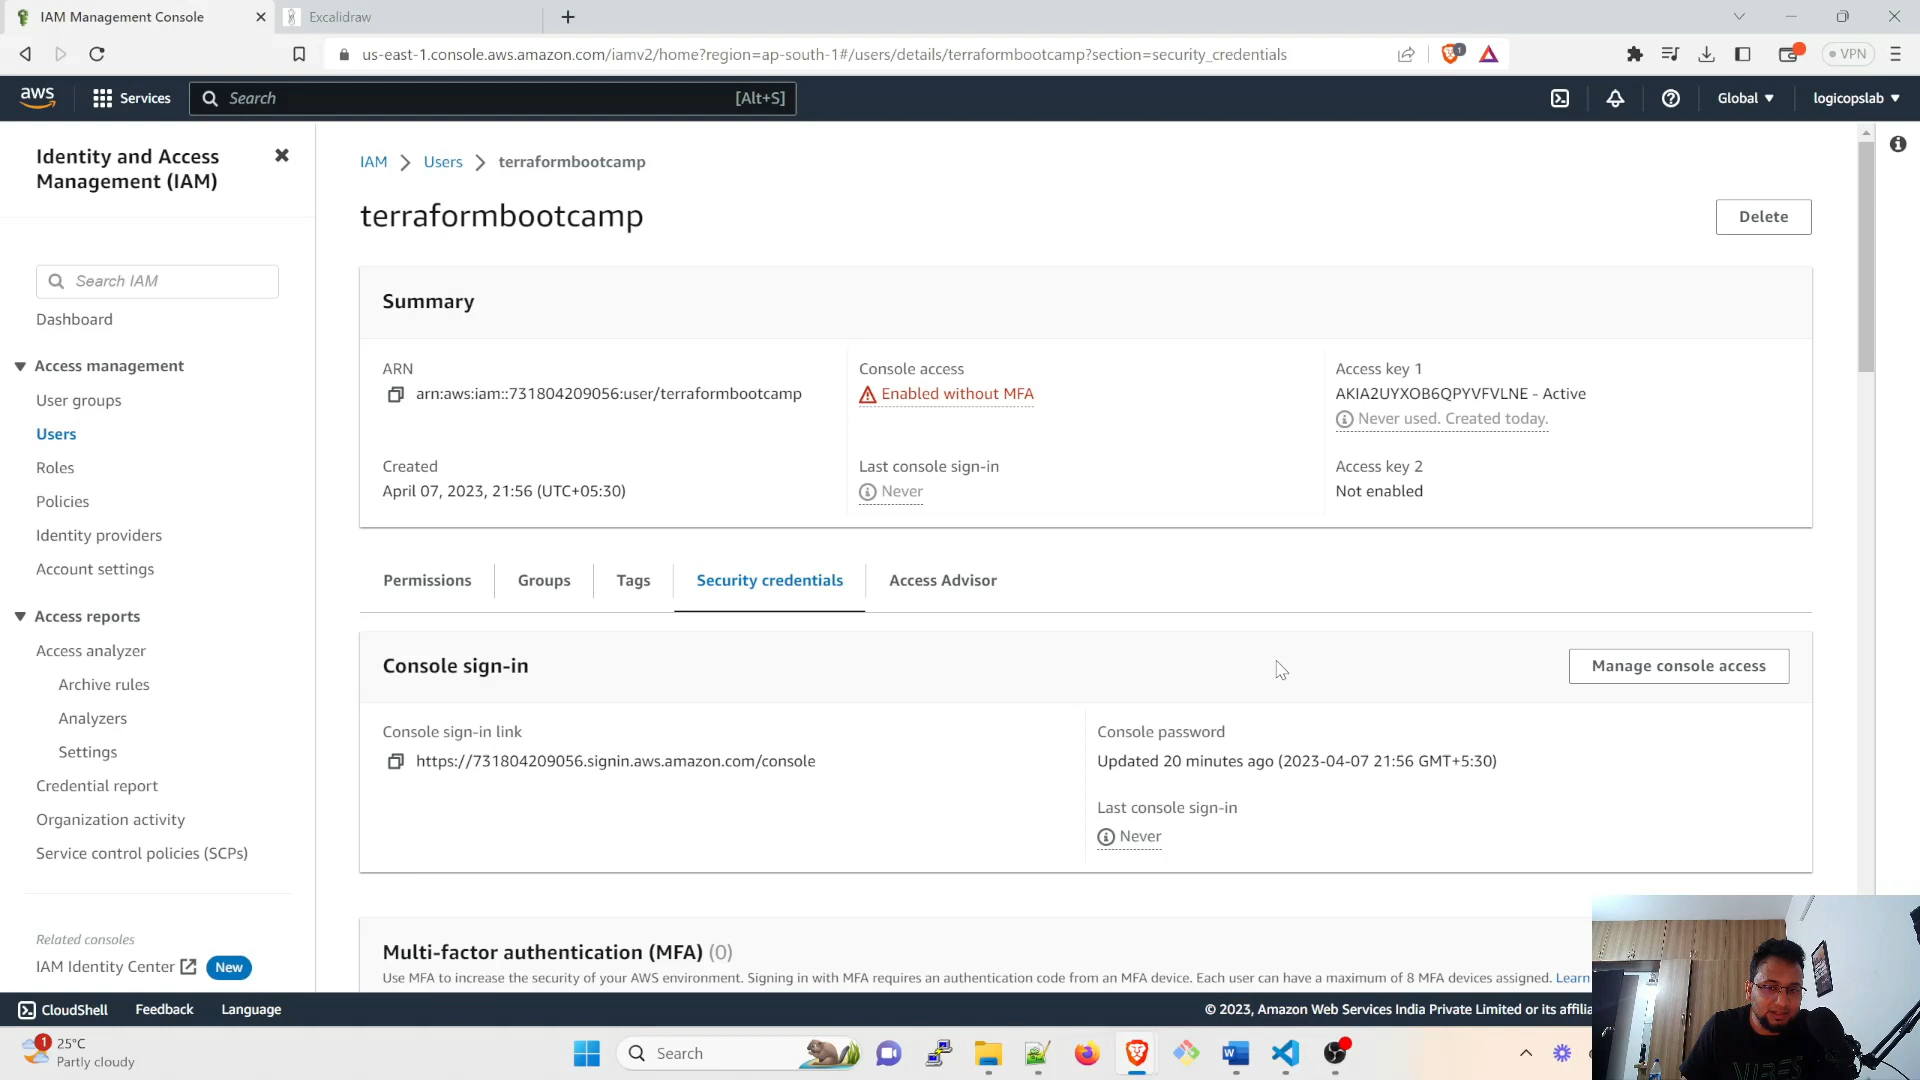 IAM Management Console
Excalidraw
us-east-1.console.aws.amazon.com/iamv2/home?region=ap-south-1#/users/details/terraformbootcamp?section=security_credentials
1
VPN
aws
Services
Search
[Alt+S]
Global
logicopslab
Identity and Access
Management (IAM)
Search IAM
Dashboard
Access management
User groups
Users
Roles
Policies
Identity providers
Account settings
Access reports
Access analyzer
Archive rules
Analyzers
Settings
Credential report
Organization activity
Service control policies (SCPs)
Related consoles
IAM Identity Center
New
IAM
Users
terraformbootcamp
terraformbootcamp
Delete
Summary
ARN
arn:aws:iam::731804209056:user/terraformbootcamp
Console access
Enabled without MFA
Access key 1
AKIA2UYXOB6QPYVFVLNE - Active
Never used. Created today.
Created
April 07, 2023, 21:56 (UTC+05:30)
Last console sign-in
Never
Access key 2
Not enabled
Permissions
Groups
Tags
Security credentials
Access Advisor
Console sign-in
Manage console access
Console sign-in link
https://731804209056.signin.aws.amazon.com/console
Console password
Updated 20 minutes ago (2023-04-07 21:56 GMT+5:30)
Last console sign-in
Never
Multi-factor authentication (MFA) (0)
Use MFA to increase the security of your AWS environment. Signing in with MFA requires an authentication code from an MFA device. Each user can have a maximum of 8 MFA devices assigned. Learn
CloudShell
Feedback
Language
© 2023, Amazon Web Services India Private Limited or its affilia
1
25°C
Partly cloudy
Search